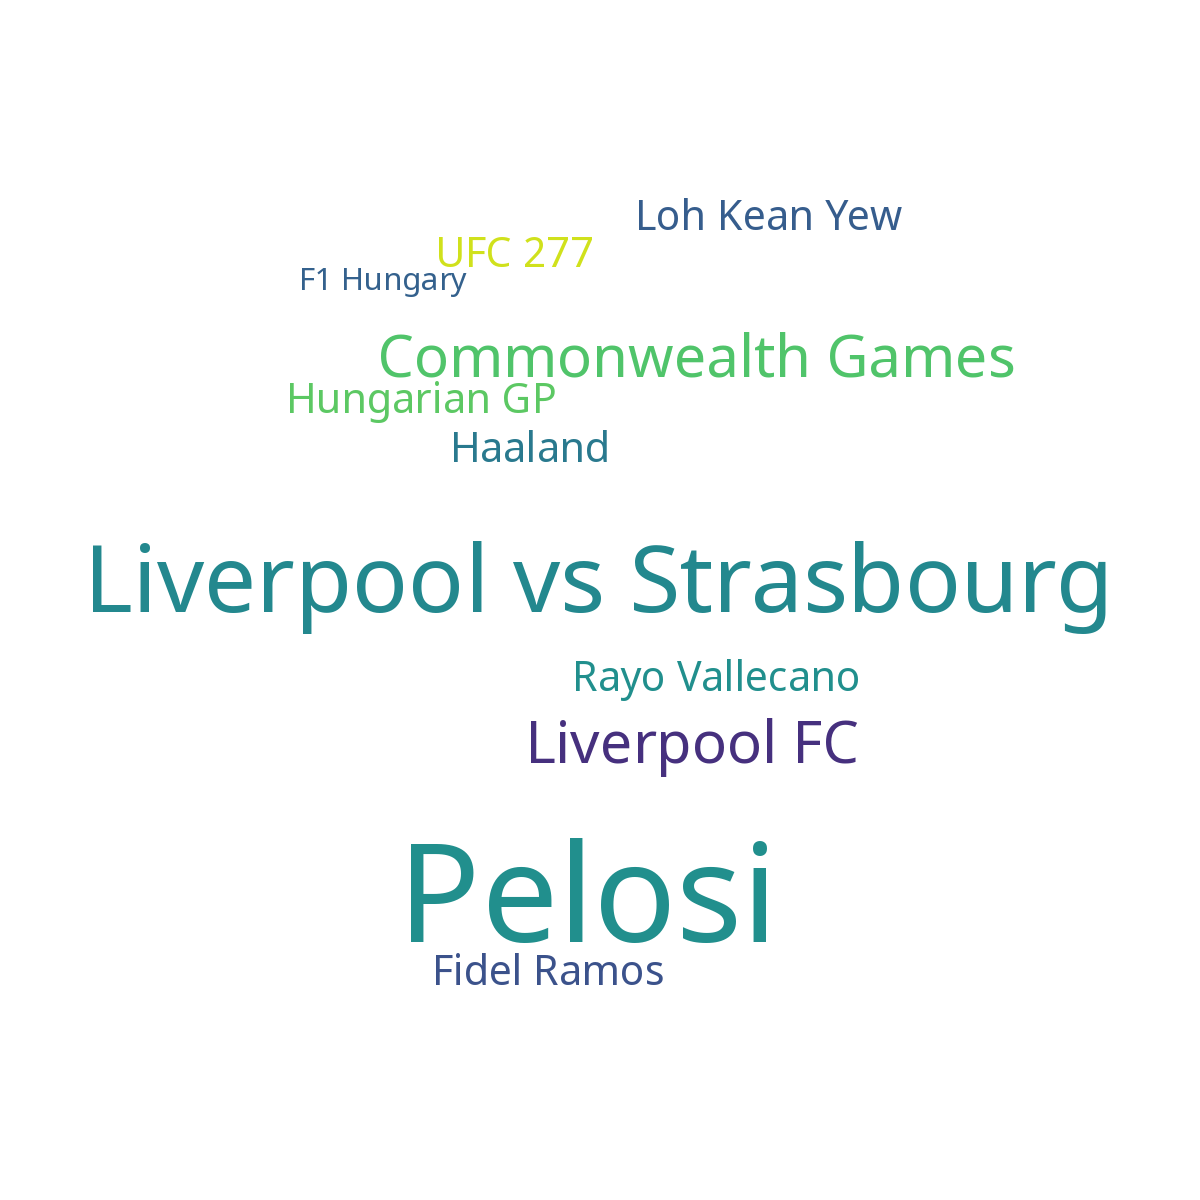 Loh Kean Yew
UFC 277
F1 Hungary
Commonwealth Games
Hungarian GP
Haaland
Liverpool vs Strasbourg
Rayo Vallecano
Liverpool FC
Pelosi
Fidel Ramos